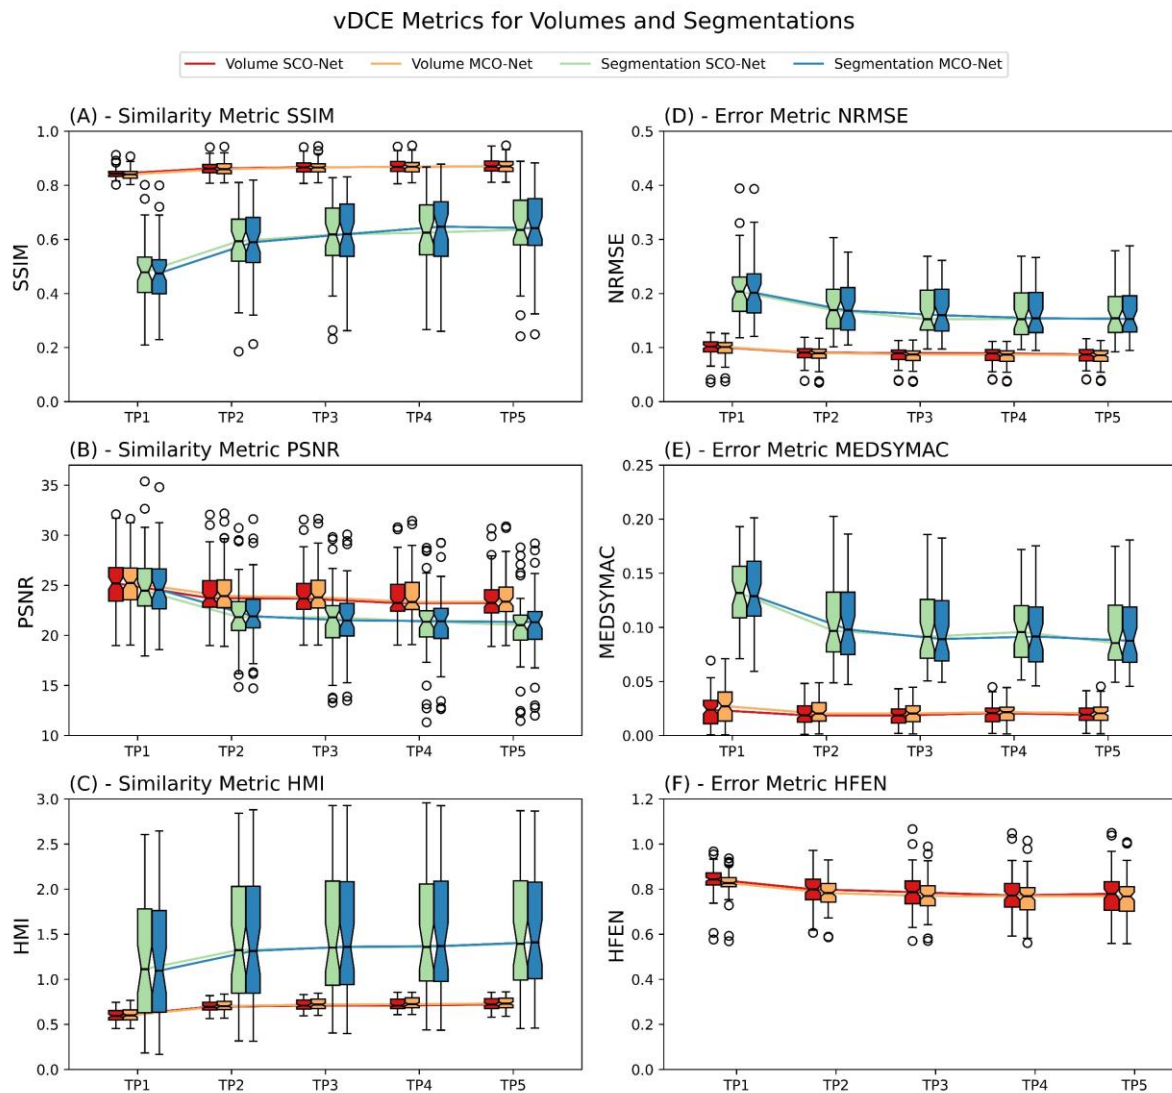 vDCE Metrics for Volumes and Segmentations
Volume SCO-Net Volume MCO-Net Segmentation SCO-Net Segmentation MCO-Net
(A) - Similarity Metric SSIM
SSIM
1.0
0.8
0.6
0.4
0.2
0.0
TP1 TP2 TP3 TP4 TP5
(B) - Similarity Metric PSNR
PSNR
35
30
25
20
15
10
TP1 TP2 TP3 TP4 TP5
(C) - Similarity Metric HMI
HMI
3.0
2.5
2.0
1.5
1.0
0.5
0.0
TP1 TP2 TP3 TP4 TP5
(D) - Error Metric NRMSE
NRMSE
0.5
0.4
0.3
0.2
0.1
0.0
TP1 TP2 TP3 TP4 TP5
(E) - Error Metric MEDSYMAC
MEDSYMAC
0.25
0.20
0.15
0.10
0.05
0.00
TP1 TP2 TP3 TP4 TP5
(F) - Error Metric HFEN
HFEN
1.2
1.0
0.8
0.6
0.4
0.2
0.0
TP1 TP2 TP3 TP4 TP5